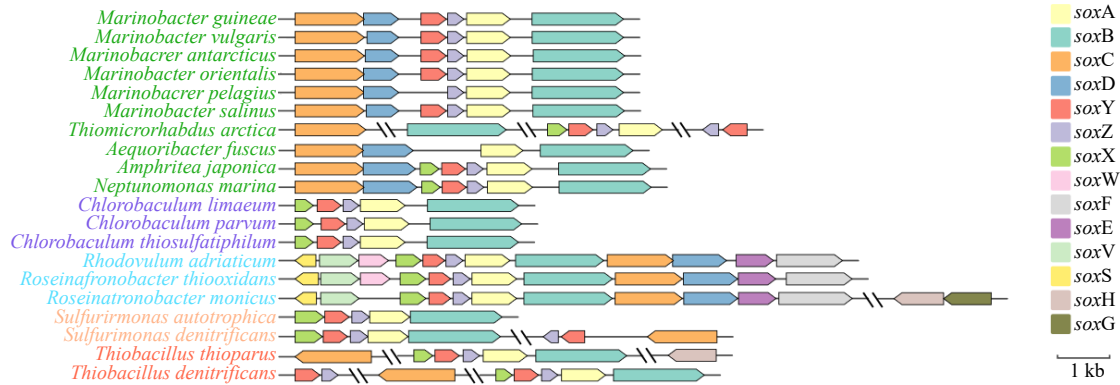 Marinobacter guineae
Marinobacter vulgaris
Marinobacrer antarcticus
Marinobacter orientalis
Marinobacrer pelagius
Marinobacter salinus
Thiomicrorhabdus arctica
Aequoribacter fuscus
Amphritea japonica
Neptunomonas marina
Chlorobaculum limaeum
Chlorobaculum parvum
Chlorobaculum thiosulfatiphilum
Rhodovulum adriaticum
Roseinafronobacter thiooxidans
Roseinatronobacter monicus
Sulfurirmonas autotrophica
Sulfurimonas denitrificans
Thiobacillus thioparus
Thiobacillus denitrificans
soxA
soxB
soxC
soxD
soxY
soxZ
soxX
soxW
soxF
soxE
soxV
soxS
soxH
soxG
1 kb